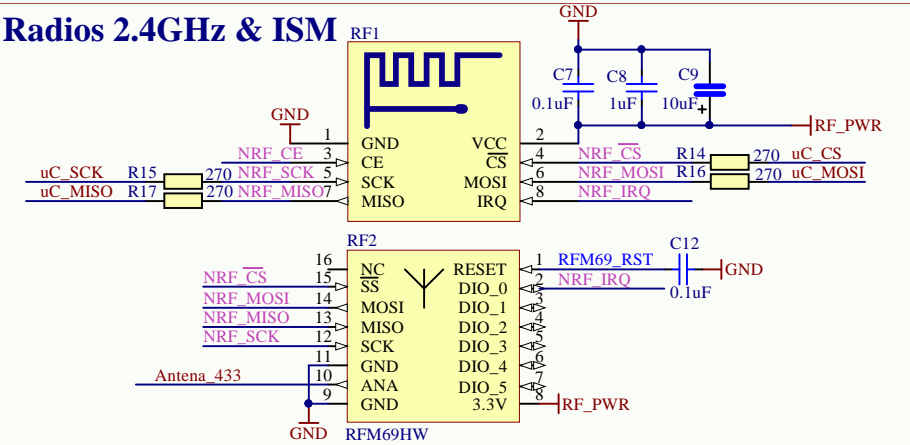 Radios 2.4GHz & ISM
RF1
GND
C7
C8
C9
0.1uF
1uF
10uF
+
RF_PWR
GND
1
GND
VCC
2
NRF_CE
3
CE
CS
4
NRF_CS
R14
270
uC_CS
uC_SCK
R15
270
NRF_SCK
5
SCK
MOSI
6
NRF_MOSI
R16
270
uC_MOSI
uC_MISO
R17
270
NRF_MISO
7
MISO
IRQ
8
NRF_IRQ
RF2
16
NC
RESET
1
RFM69_RST
C12
0.1uF
GND
NRF_CS
15
SS
DIO_0
2
NRF_IRQ
NRF_MOSI
14
MOSI
DIO_1
3
NRF_MISO
13
MISO
DIO_2
4
NRF_SCK
12
SCK
DIO_3
5
11
GND
DIO_4
6
Antena_433
10
ANA
DIO_5
7
9
GND
3.3V
8
RF_PWR
GND
RFM69HW